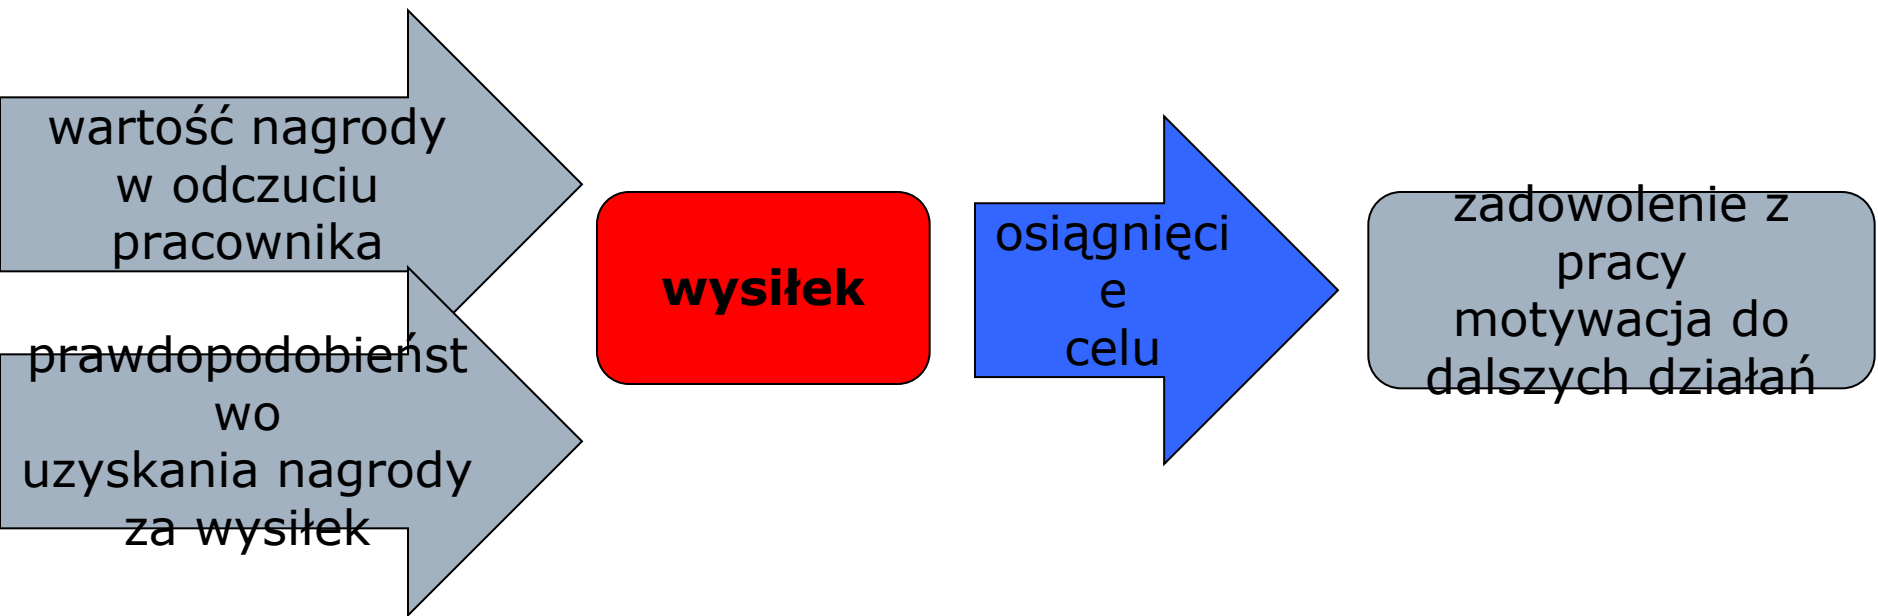 wartość nagrody
w odczuciu
pracownika
prawdopodobieńst
wo
uzyskania nagrody
za wysiłek
wysiłek
osiągnięci
e
celu
zadowolenie z
pracy
motywacja do
dalszych działań